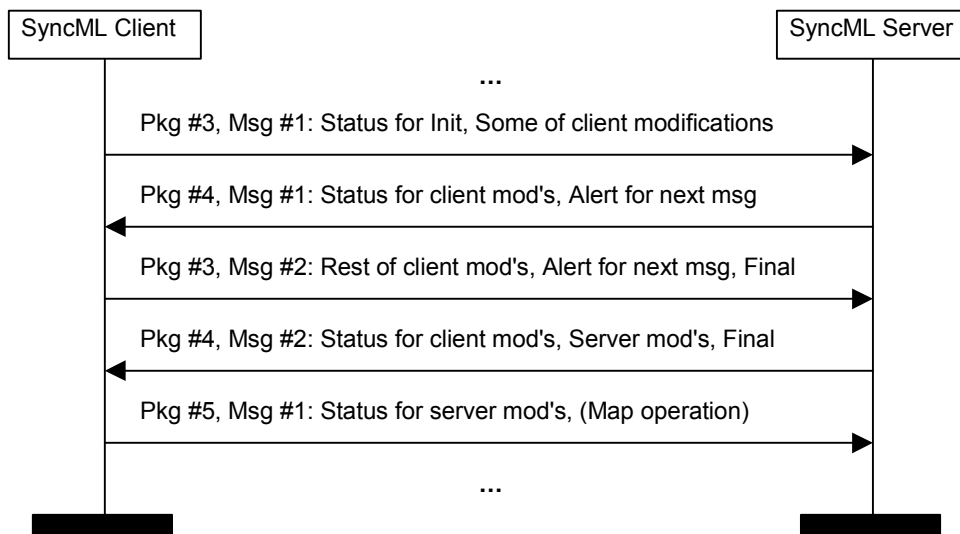 SyncML Client
SyncML Server
...
Pkg #3, Msg #1: Status for Init, Some of client modifications
Pkg #4, Msg #1: Status for client mod's, Alert for next msg
Pkg #3, Msg #2: Rest of client mod's, Alert for next msg, Final
Pkg #4, Msg #2: Status for client mod's, Server mod's, Final
Pkg #5, Msg #1: Status for server mod's, (Map operation)
...